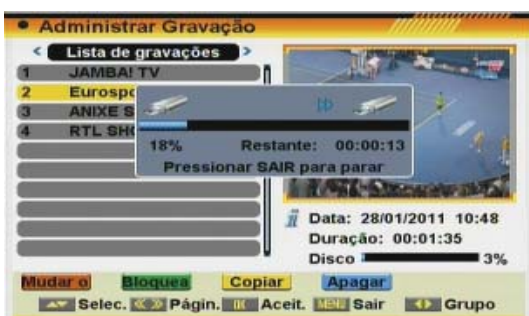 Administrar Gravação
Lista de gravações
1 JAMBA! TV
2 Eurospo
3 ANIXE S
4 RTL SH
18% Restante: 00:00:13
Pressionar SAIR para parar
Data: 28/01/2011 10:48
Duração: 00:01:35
Disco 3%
Mudar o Bloquea Copiar Apagar
Selec. Págin. OK Aceit. MENU Sair Grupo